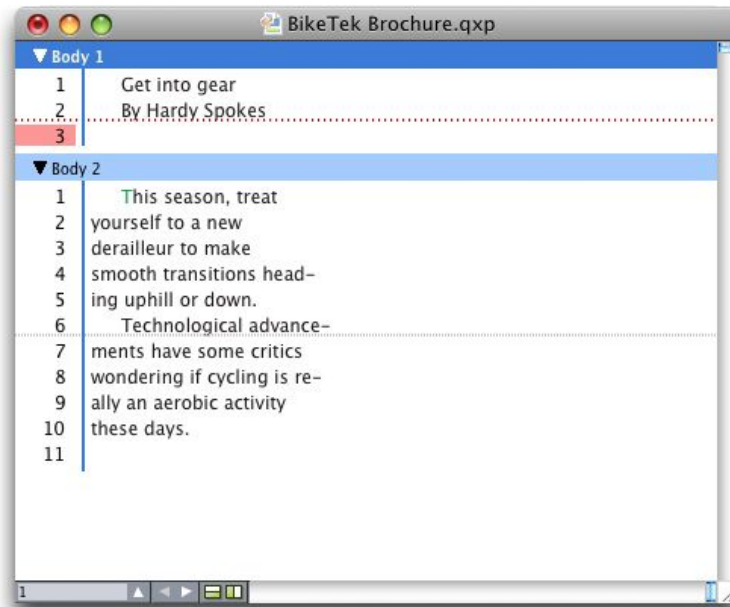 BikeTek Brochure.qxp
Body 1
1 Get into gear
2 By Hardy Spokes
3
Body 2
1 This season, treat
2 yourself to a new
3 derailleur to make
4 smooth transitions head-
5 ing uphill or down.
6 Technological advance-
7 ments have some critics
8 wondering if cycling is re-
9 ally an aerobic activity
10 these days.
11
1